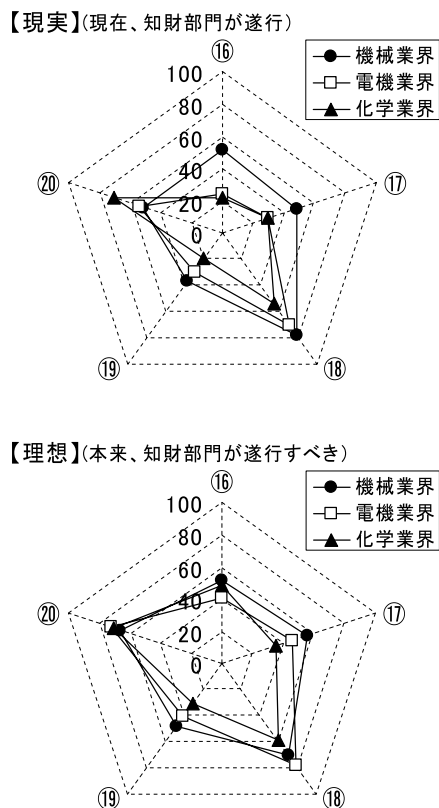 【現実】(現在、知財部門が遂行)
⑯
機械業界
電機業界
化学業界
100
80
60
40
20
0
⑰
⑱
⑲
⑳
【理想】(本来、知財部門が遂行すべき)
⑯
機械業界
電機業界
化学業界
100
80
60
40
20
0
⑰
⑱
⑲
⑳